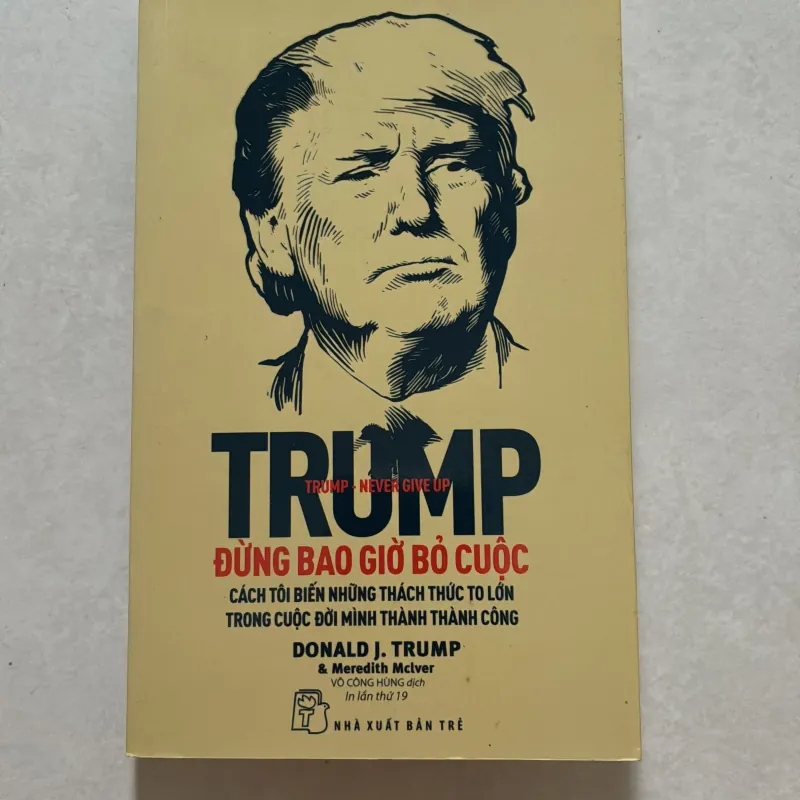 TRUMP
TRUMP - NEVER GIVE UP
ĐỪNG BAO GIỜ BỎ CUỘC
CÁCH TÔI BIẾN NHỮNG THÁCH THỨC TO LỚN
TRONG CUỘC ĐỜI MÌNH THÀNH THÀNH CÔNG
DONALD J. TRUMP
& Meredith McIver
VÕ CÔNG HÙNG dịch
In lần thứ 19
T
NHÀ XUẤT BẢN TRẺ